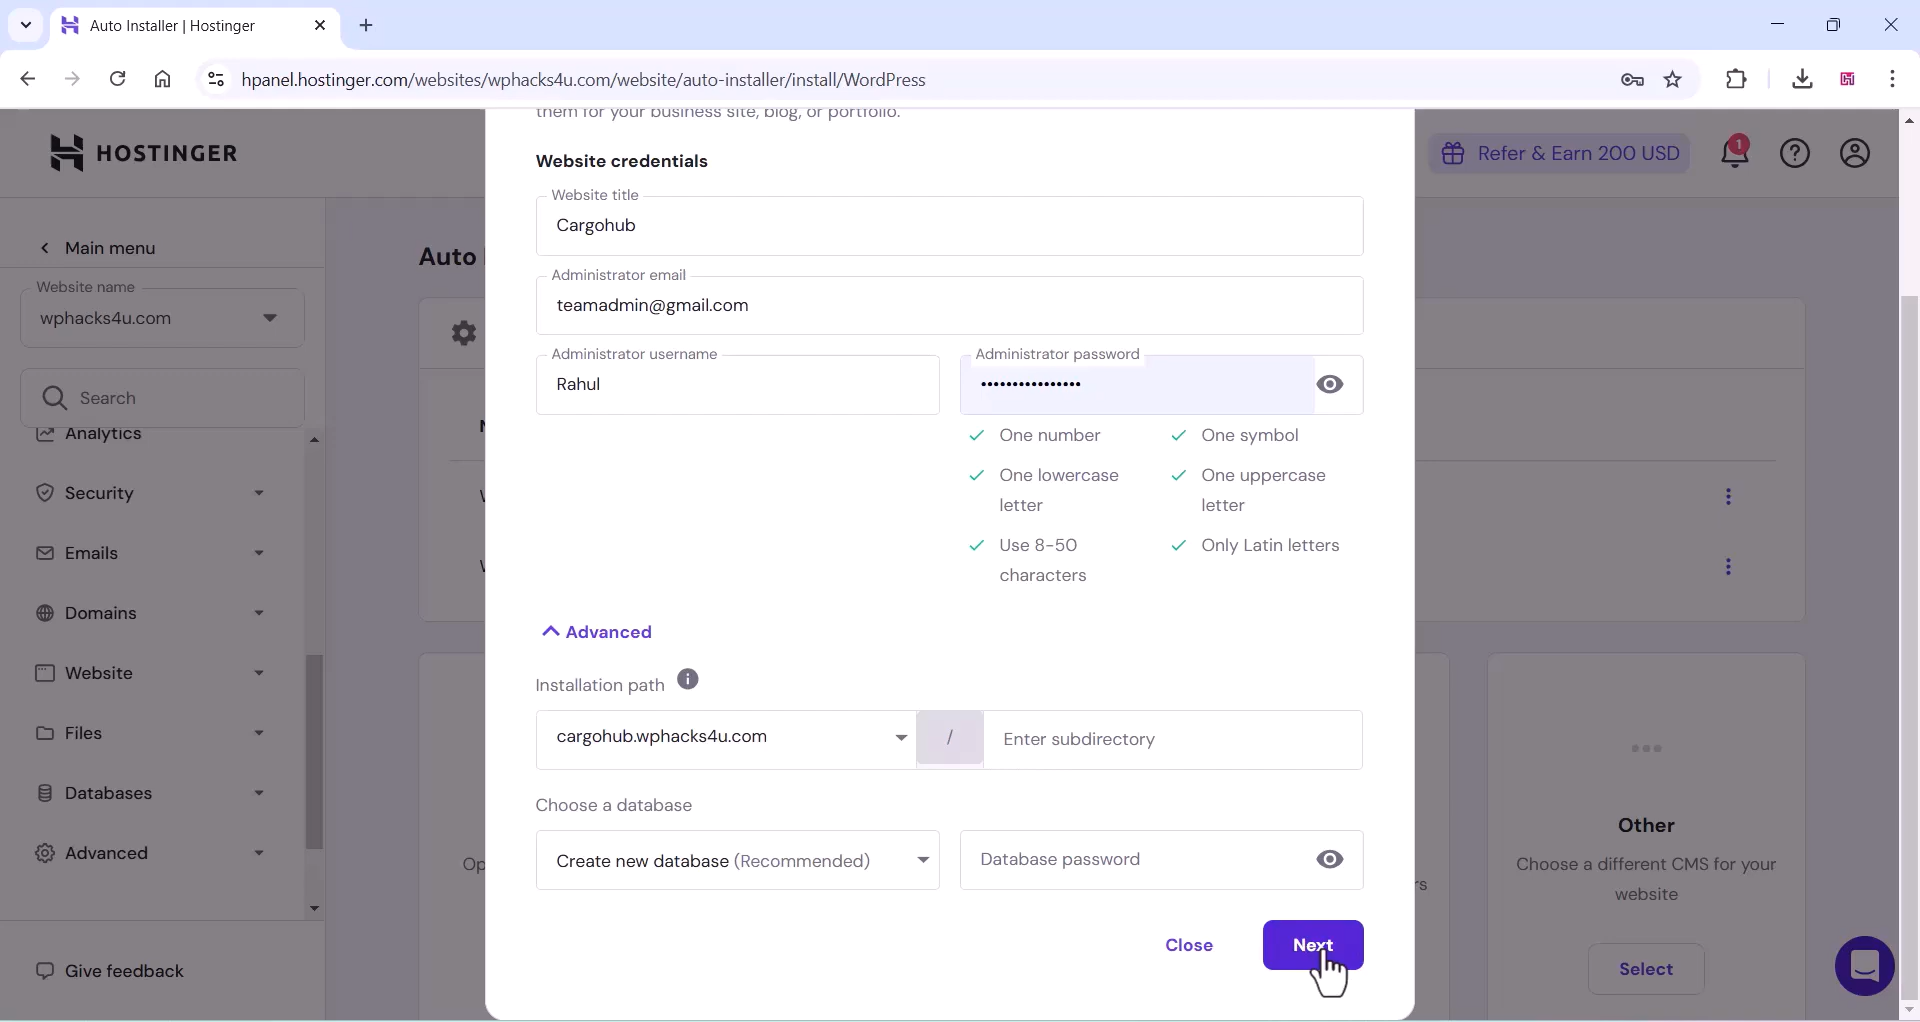 Auto Installer | Hostinger
hpanel.hostinger.com/websites/wphacks4u.com/website/auto-installer/install/WordPress
them for your business site, blog, or portfolio.
HOSTINGER
Refer & Earn 200 USD
1
Main menu
Website name
wphacks4u.com
Search
Analytics
Security
Emails
Domains
Website
Files
Databases
Advanced
Give feedback
Auto
Website credentials
Website title
Cargohub
Administrator email
teamadmin@gmail.com
Administrator username
Rahul
Administrator password
••••••••••••••••
One number
One symbol
One lowercase
letter
One uppercase
letter
Use 8-50
characters
Only Latin letters
Advanced
Installation path
cargohub.wphacks4u.com
/
Enter subdirectory
Choose a database
Create new database (Recommended)
Database password
Close
Next
Other
Choose a different CMS for your
website
Select